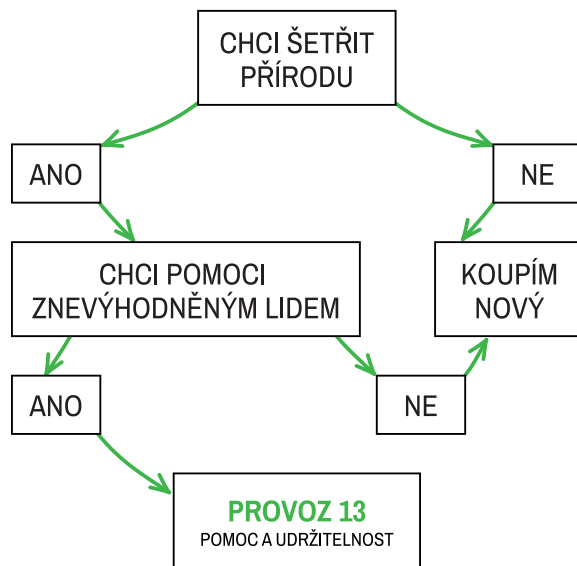 CHCI ŠETŘIT
PŘÍRODU
ANO
NE
CHCI POMOCI
ZNEVÝHODNĚNÝM LIDEM
KOUPÍM
NOVÝ
ANO
NE
PROVOZ 13
POMOC A UDRŽITELNOST